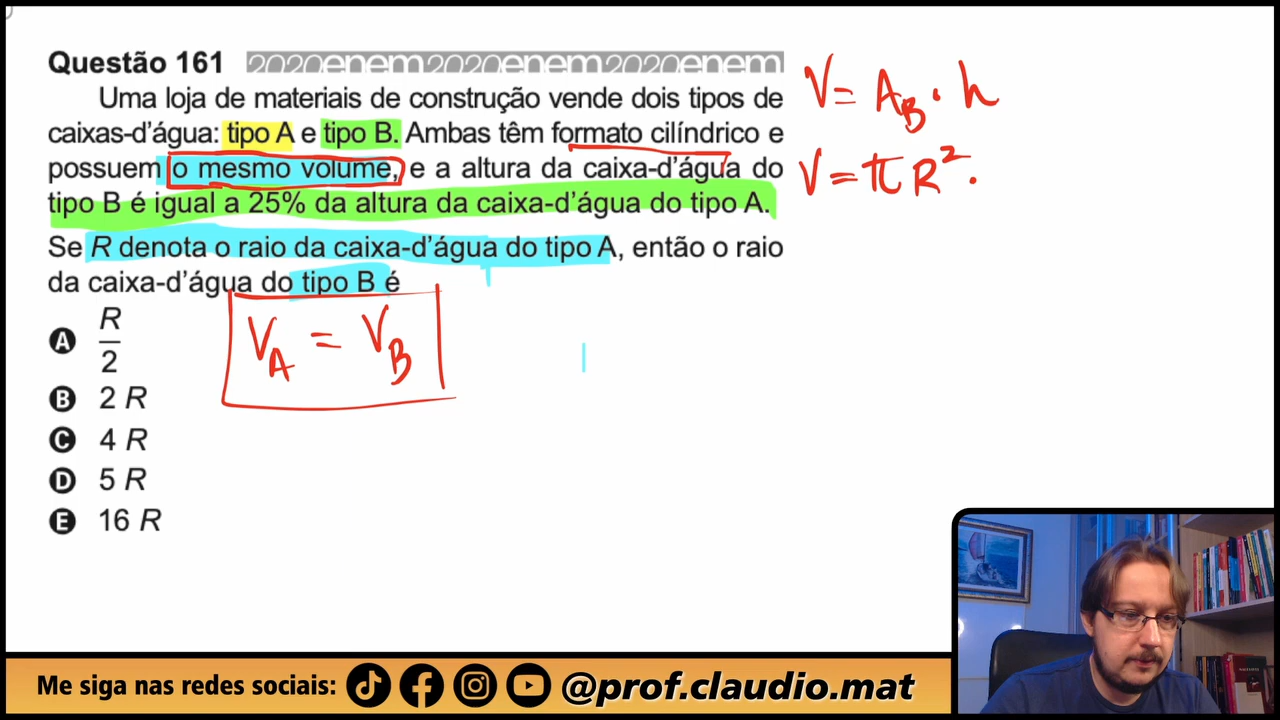 Questão 161 2020enem2020enem2020enem
Uma loja de materiais de construção vende dois tipos de
caixas-d'água: tipo A e tipo B. Ambas têm formato cilíndrico e
possuem o mesmo volume, e a altura da caixa-d'água do
tipo B é igual a 25% da altura da caixa-d'água do tipo A.
Se R denota o raio da caixa-d'água do tipo A, então o raio
da caixa-d'água do tipo B é
A R/2
B 2 R
C 4 R
D 5 R
E 16 R
V_A = V_B
V = A_B · h
V = π R² ·
Me siga nas redes sociais: @prof.claudio.mat